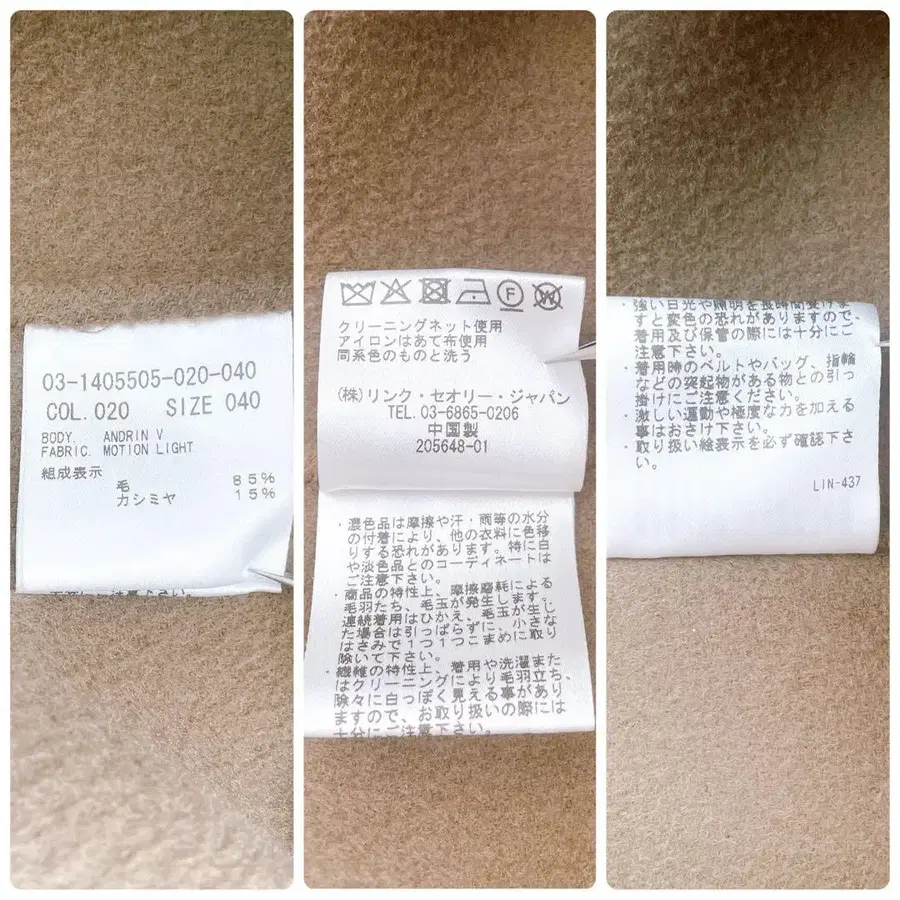 03-1405505-020-040
COL. 020 SIZE 040
BODY. ANDRIN V
FABRIC. MOTION LIGHT
組成表示
毛 85%
カシミヤ 15%
F
W
クリーニングネット使用
アイロンはあて布使用
同系色のものと洗う
(株)リンク・セオリー・ジャパン
TEL. 03-6865-0206
中国製
205648-01
・濃色品は摩擦や汗・雨等の水分
の付着により、他の衣料に色移
りする恐れがあります。特に白
や淡色品とのコーディネートは
ご注意下さい。
・商品の特性上、摩擦磨耗による
毛羽たち、毛玉が発生します。
連続着用はひかえ、毛玉が生じ
た場合は引っぱらずに、小さな
はさみで1つ1つこまめに取り
除いて下さい。
・繊維の特性上、着用や洗濯また
はクリーニングにより毛羽立ち、
除々に白っぽく見える事があり
ますので、お取り扱いの際には
十分にご注意下さい。
・強い日光や照明を長時間受けま
すと変色の恐れがありますので、
着用及び保管の際には十分にご
注意下さい。
・着用時のベルトやバッグ、指輪
などの突起物がある物との引っ
掛けにご注意ください。
・激しい運動や極度な力を加える
事はおさけ下さい。
・取り扱い絵表示を必ず確認下さ
い。
LIN-437